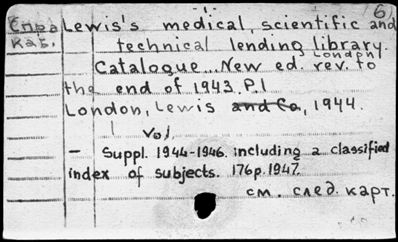 6)
Спра Lewis's medical, scientific and
Каб. technical lending library.
Catalogue... New ed. rev. to London
the end of 1943. P.1
London, Lewis and Co, 1944.
1 vol.
- Suppl. 1944-1946. including a classified
index of subjects. 176p. 1947.
см. след. карт.